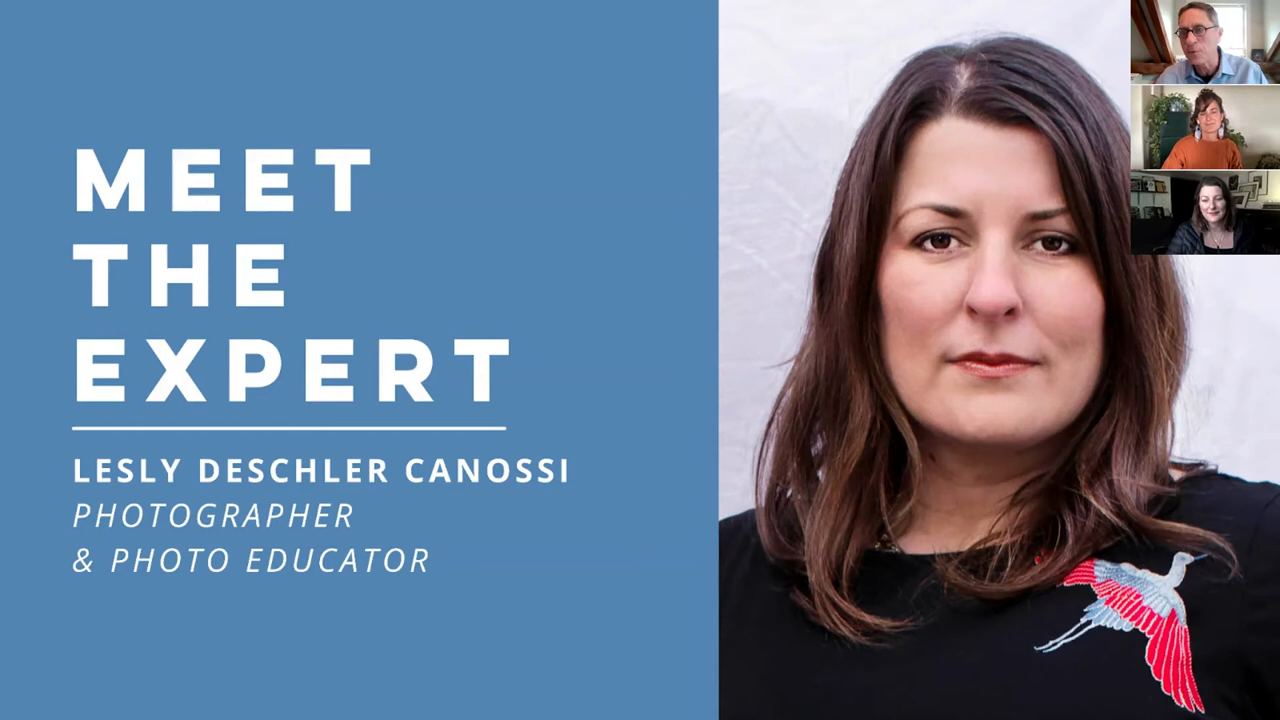 MEET
THE
EXPERT
LESLY DESCHLER CANOSSI
PHOTOGRAPHER
& PHOTO EDUCATOR